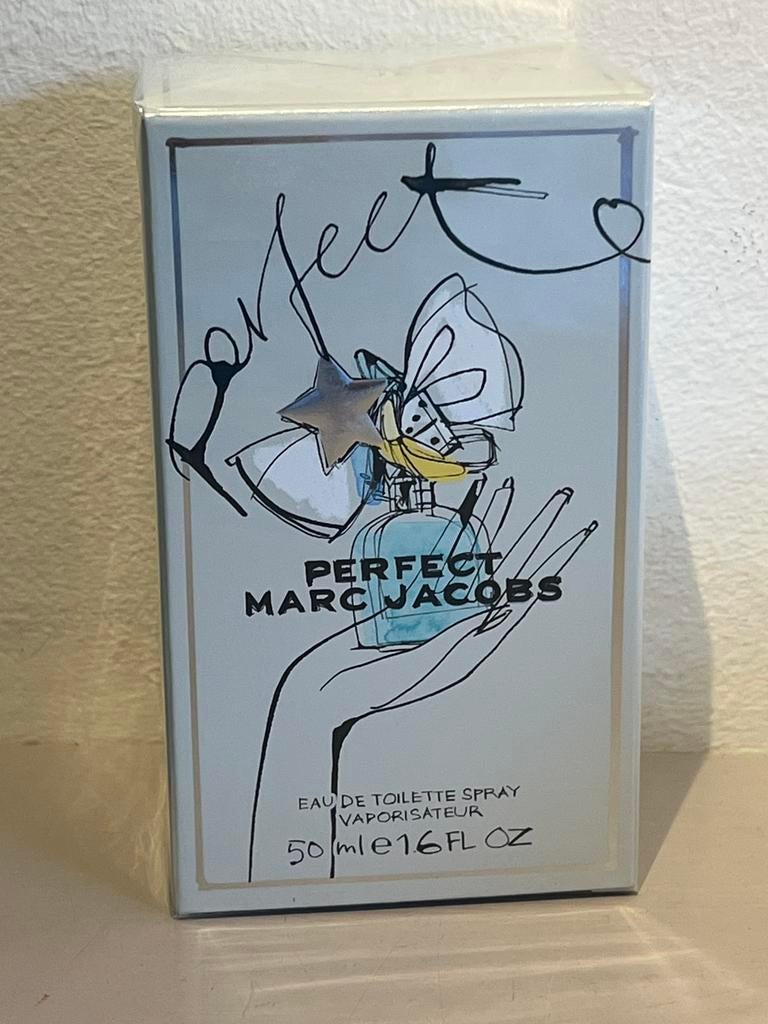 Perfect
PERFECT
MARC JACOBS
EAU DE TOILETTE SPRAY
VAPORISATEUR
50 ml e 1.6 FL OZ